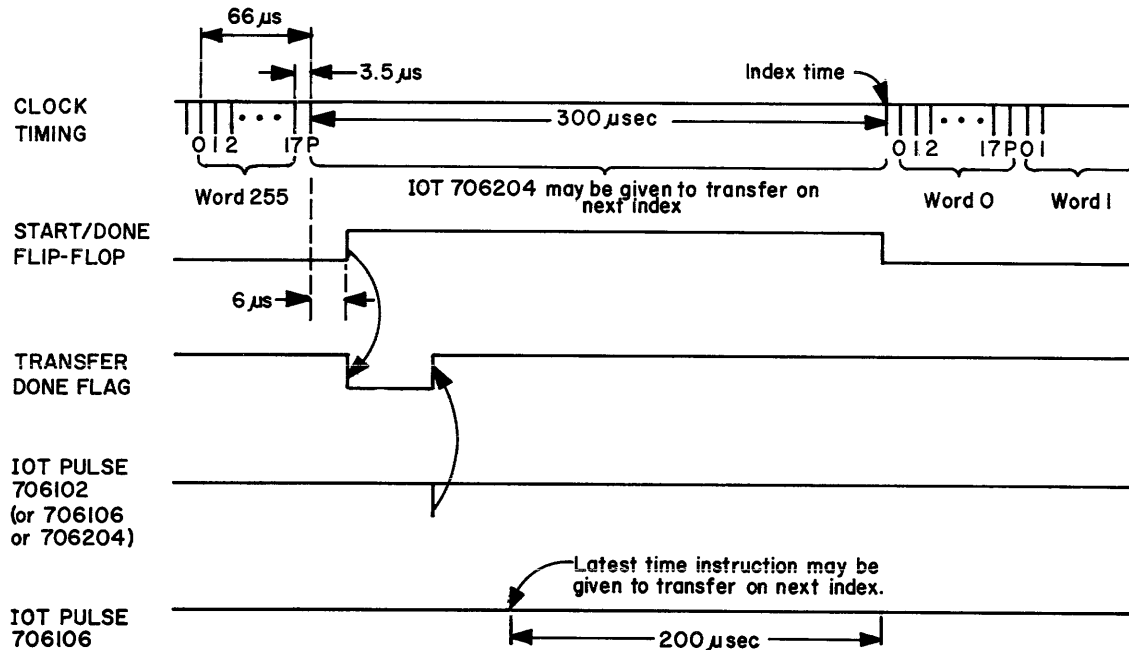 66 µs
3.5 µs
Index time
CLOCK
TIMING
300 µsec
0 1 2 • • • 17 P
0 1 2 • • • 17 P 0 1
Word 255
IOT 706204 may be given to transfer on
next index
Word 0
Word 1
START/DONE
FLIP-FLOP
6 µs
TRANSFER
DONE FLAG
IOT PULSE
706102
(or 706106
or 706204)
Latest time instruction may be
given to transfer on next index.
IOT PULSE
706106
200 µsec